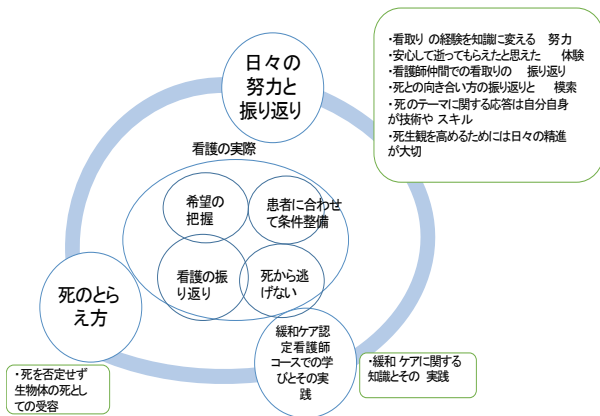 日々の
努力と
振り返り
・看取り の経験を知識に変える 努力
・安心して逝ってもらえたと思えた 体験
・看護師仲間での看取りの 振り返り
・死との向き合い方の振り返りと 模索
・死のテーマに関する応答は自分自身
が技術や スキル
・死生観を高めるためには日々の精進
が大切
看護の実際
希望の
把握
患者に合わせ
て条件整備
看護の振
り返り
死から逃
げない
死のとら
え方
緩和ケア認
定看護師
コースでの学
びとその実
践
・死を否定せず
生物体の死とし
ての受容
・緩和 ケアに関する
知識とその 実践